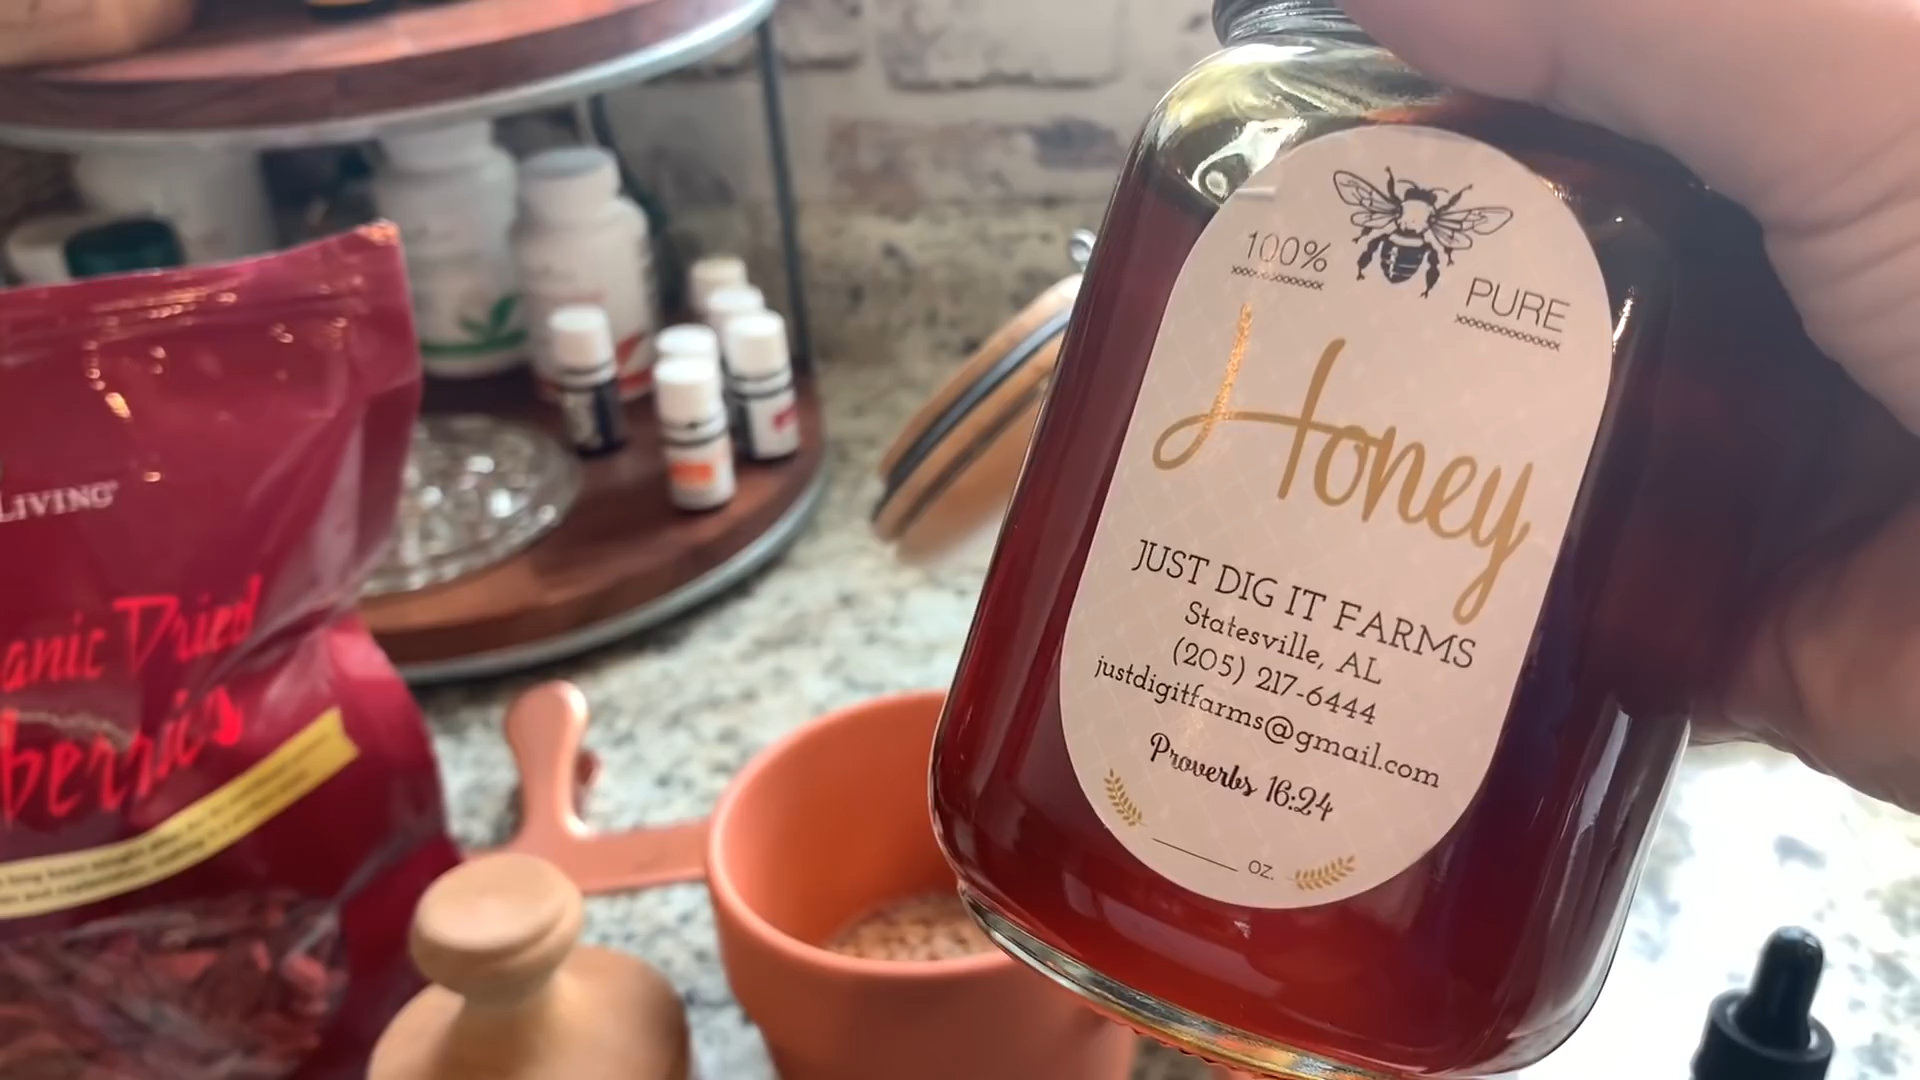 100%
PURE
Honey
JUST DIG IT FARMS
Statesville, AL
(205) 217-6444
justdigitfarms@gmail.com
Proverbs 16:24
OZ.
LIVING
anic Dried
berries